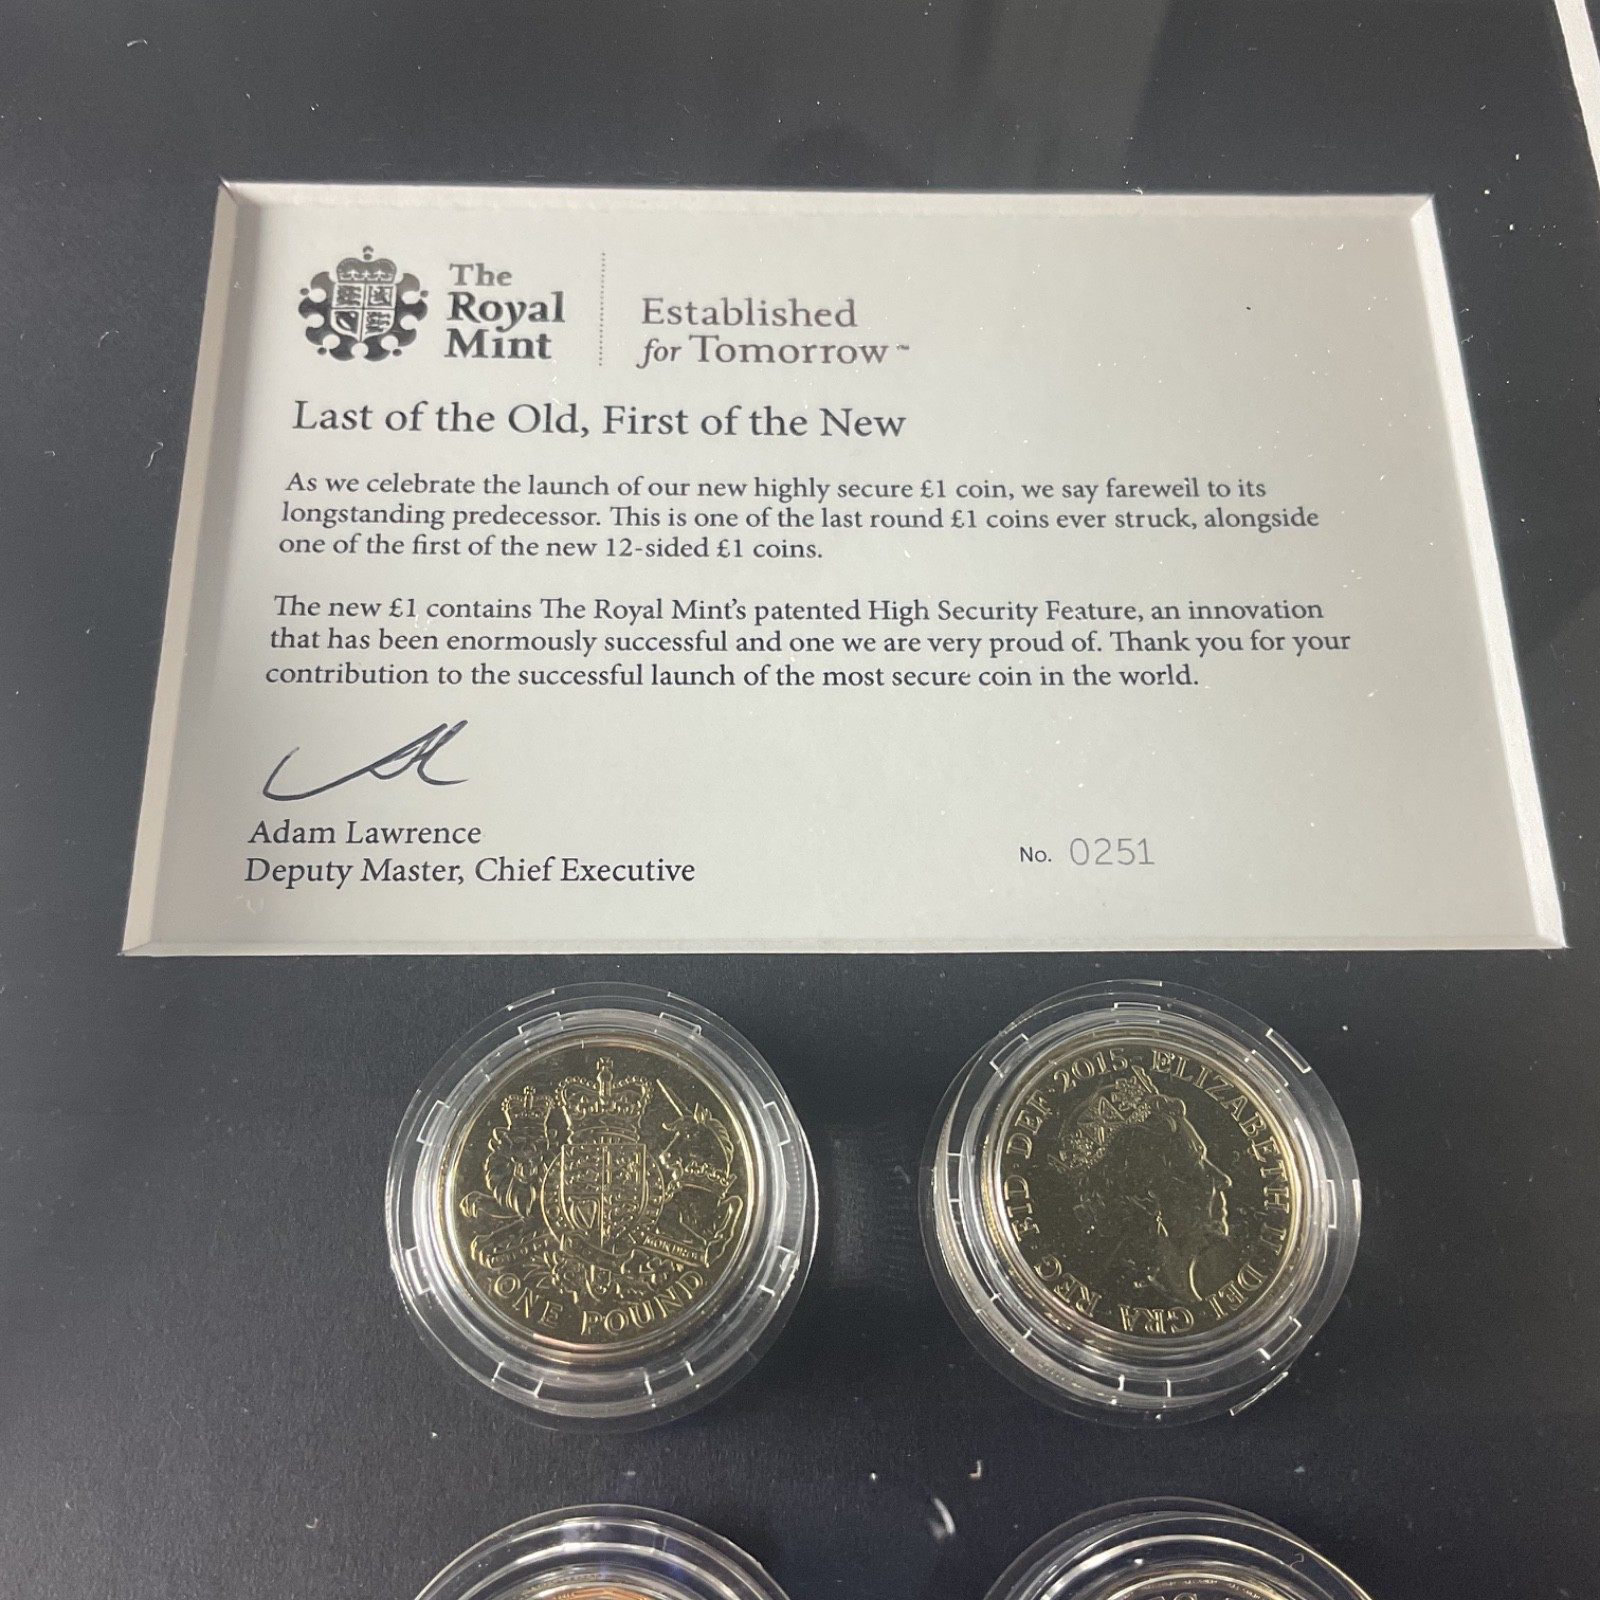 The
Royal
Mint
Established
for Tomorrow™
Last of the Old, First of the New
As we celebrate the launch of our new highly secure £1 coin, we say farewell to its
longstanding predecessor. This is one of the last round £1 coins ever struck, alongside
one of the first of the new 12-sided £1 coins.
The new £1 contains The Royal Mint's patented High Security Feature, an innovation
that has been enormously successful and one we are very proud of. Thank you for your
contribution to the successful launch of the most secure coin in the world.
Adam Lawrence
Deputy Master, Chief Executive
No. 0251
ONE POUND
ELIZABETH II · DEI · GRA · REG · FID · DEF · 2015